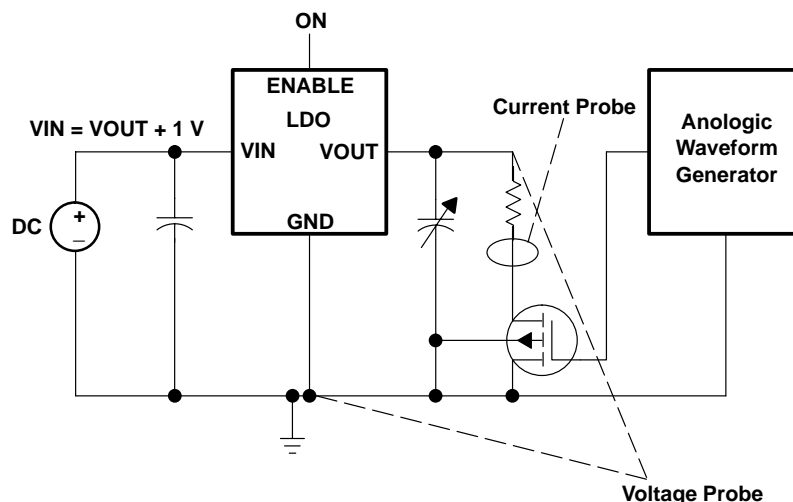 ON
ENABLE
LDO
VIN
VOUT
GND
VIN = VOUT + 1 V
DC
+
–
Current Probe
Anologic
Waveform
Generator
Voltage Probe